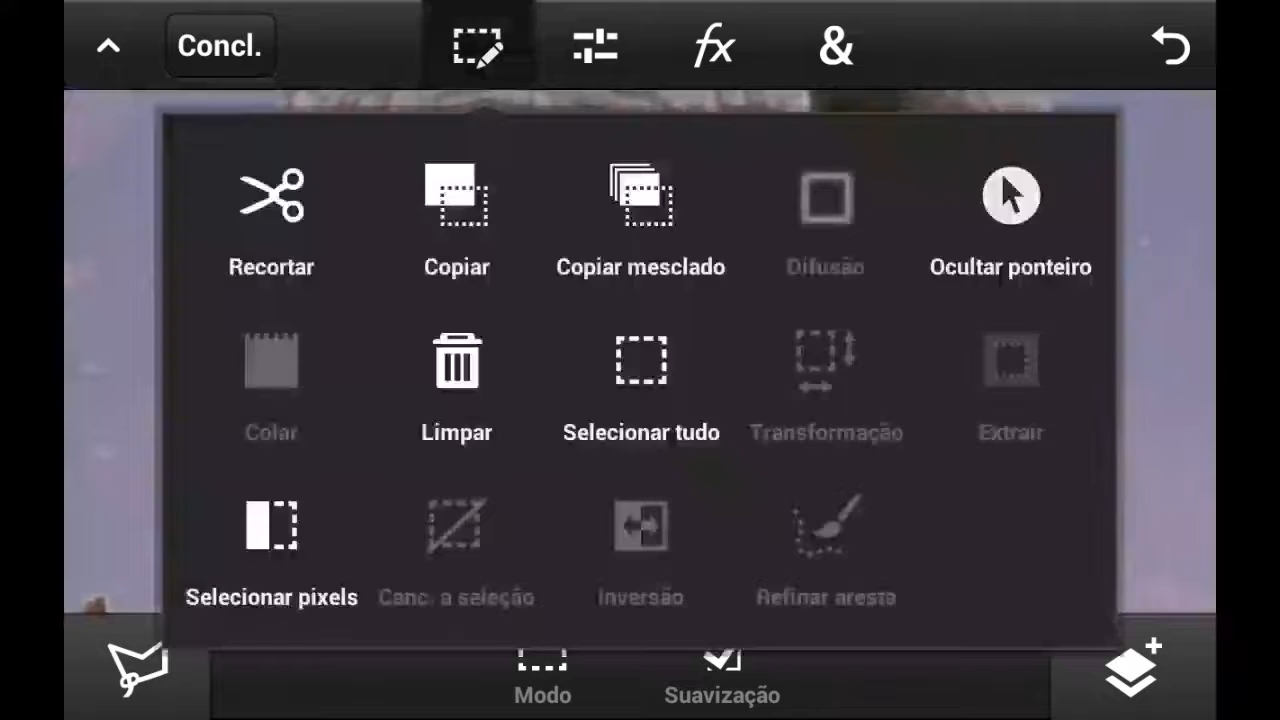 Concl.
fx
&
Recortar
Copiar
Copiar mesclado
Difusão
Ocultar ponteiro
Colar
Limpar
Selecionar tudo
Transformação
Extrair
Selecionar pixels
Canc. a seleção
Inversão
Refinar aresta
Modo
Suavização